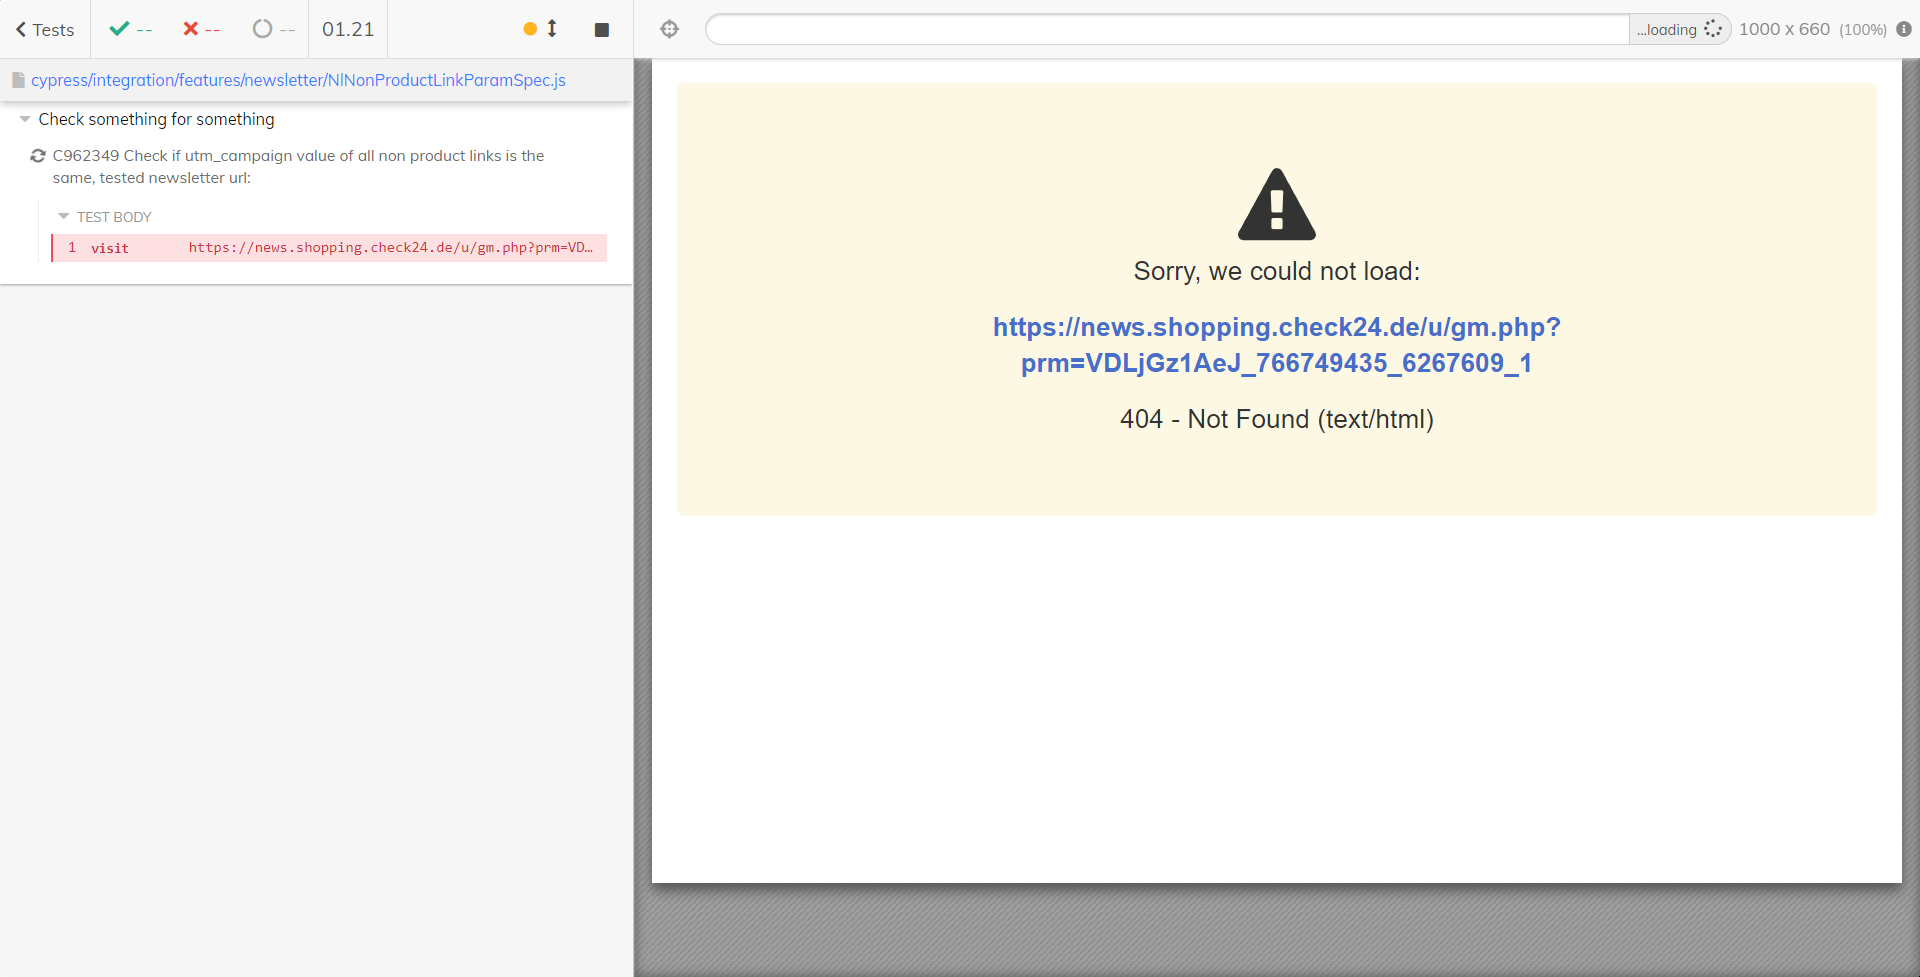 Tests
--
--
--
01.21
...loading
1000 x 660 (100%)
cypress/integration/features/newsletter/NlNonProductLinkParamSpec.js
Check something for something
C962349 Check if utm_campaign value of all non product links is the
same, tested newsletter url:
TEST BODY
1 visit https://news.shopping.check24.de/u/gm.php?prm=VD…
Sorry, we could not load:
https://news.shopping.check24.de/u/gm.php?
prm=VDLjGz1AeJ_766749435_6267609_1
404 - Not Found (text/html)